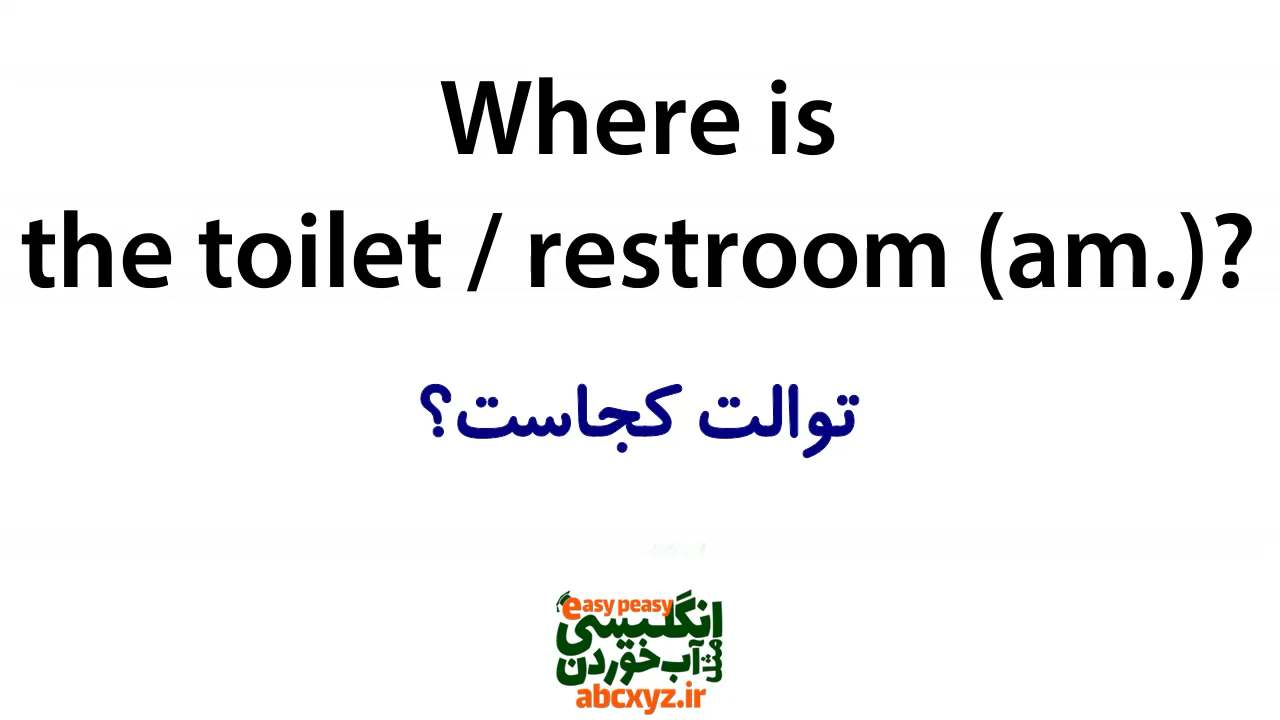 Where is
the toilet / restroom (am.)?
توالت کجاست؟
easy peasy
انگلیسی
مثل آب خوردن
abcxyz.ir